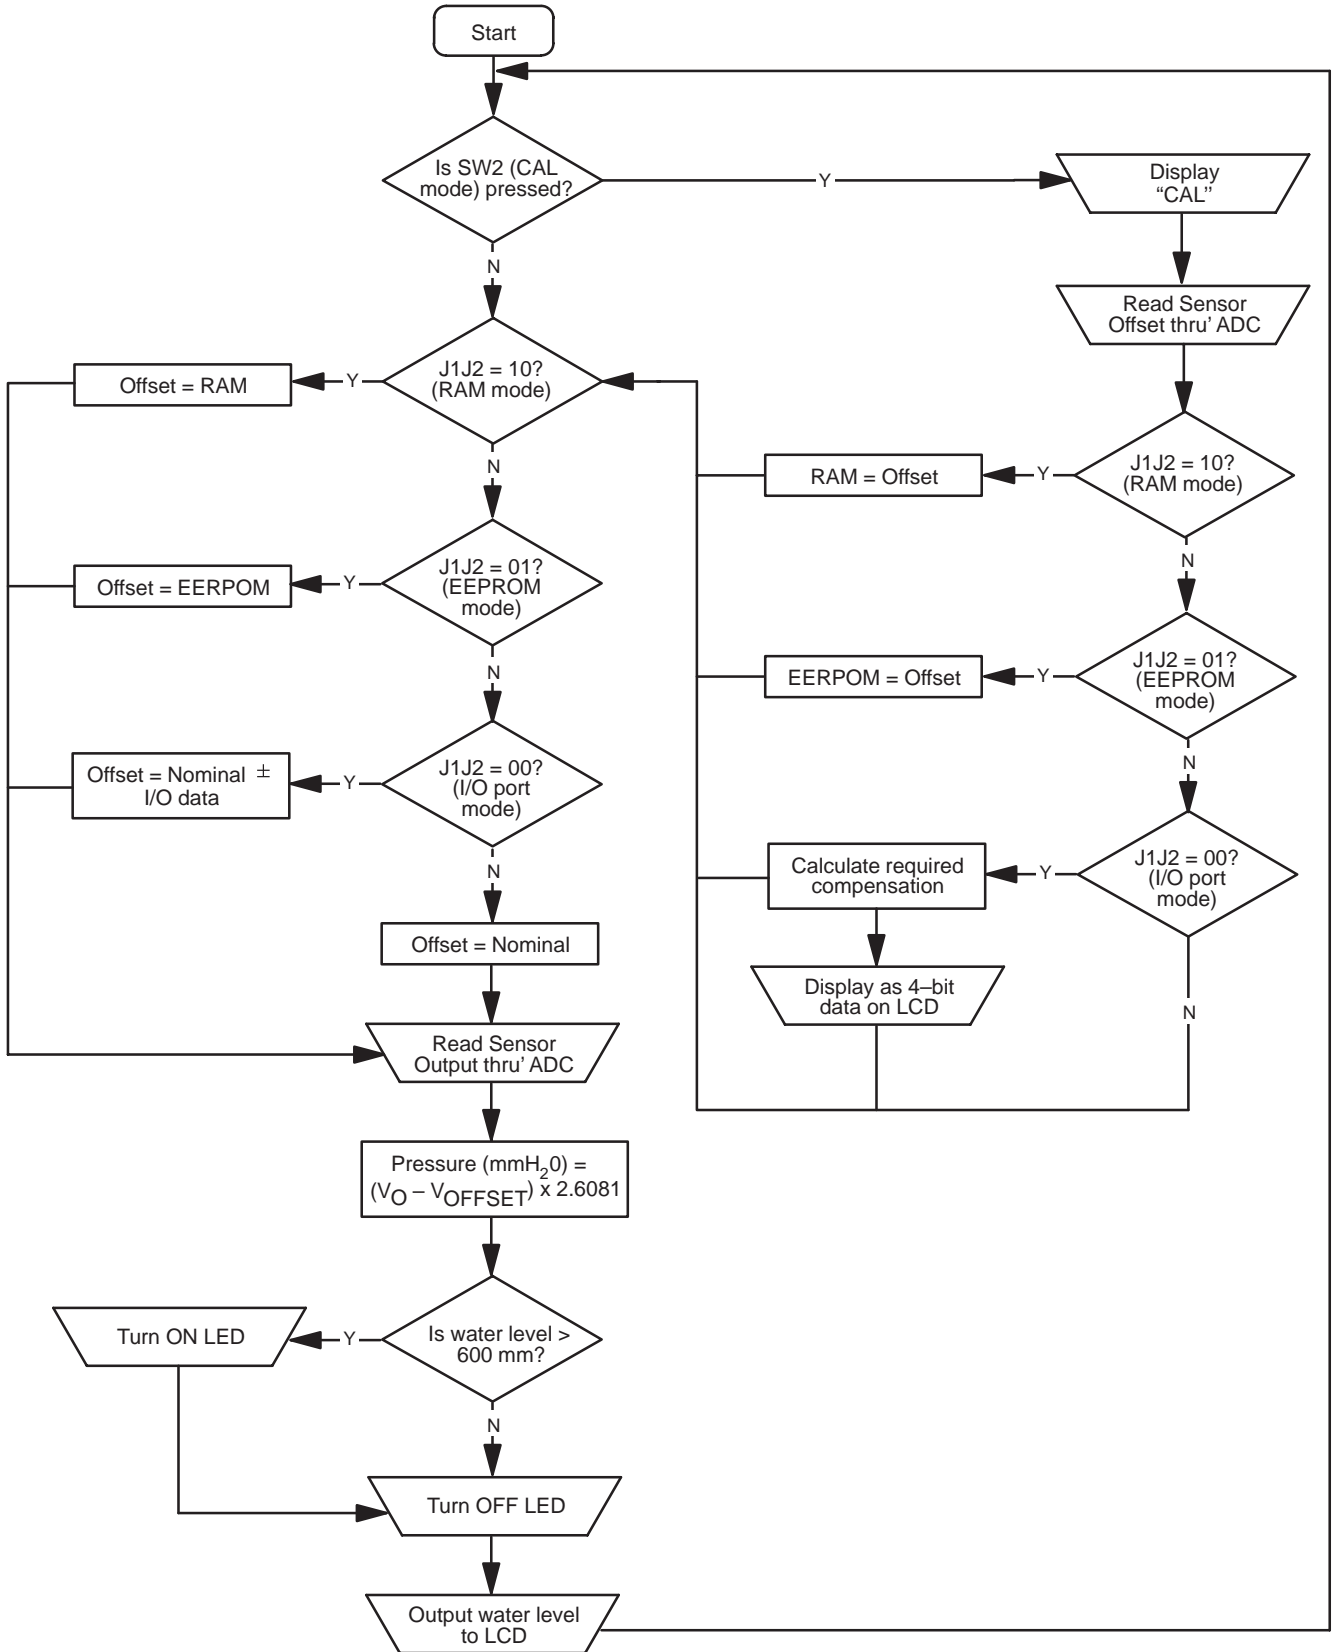 Start
Is SW2 (CAL
mode) pressed?
Y
Display
“CAL”
N
Read Sensor
Offset thru’ ADC
J1J2 = 10?
(RAM mode)
Y
Offset = RAM
N
J1J2 = 10?
(RAM mode)
Y
RAM = Offset
N
J1J2 = 01?
(EEPROM
mode)
Y
Offset = EERPOM
N
J1J2 = 01?
(EEPROM
mode)
Y
EERPOM = Offset
N
J1J2 = 00?
(I/O port
mode)
Y
Offset = Nominal ±
I/O data
N
J1J2 = 00?
(I/O port
mode)
Y
Calculate required
compensation
N
Display as 4–bit
data on LCD
Offset = Nominal
Read Sensor
Output thru’ ADC
Pressure (mmH20) =
(VO – VOFFSET) x 2.6081
Is water level >
600 mm?
Y
Turn ON LED
N
Turn OFF LED
Output water level
to LCD